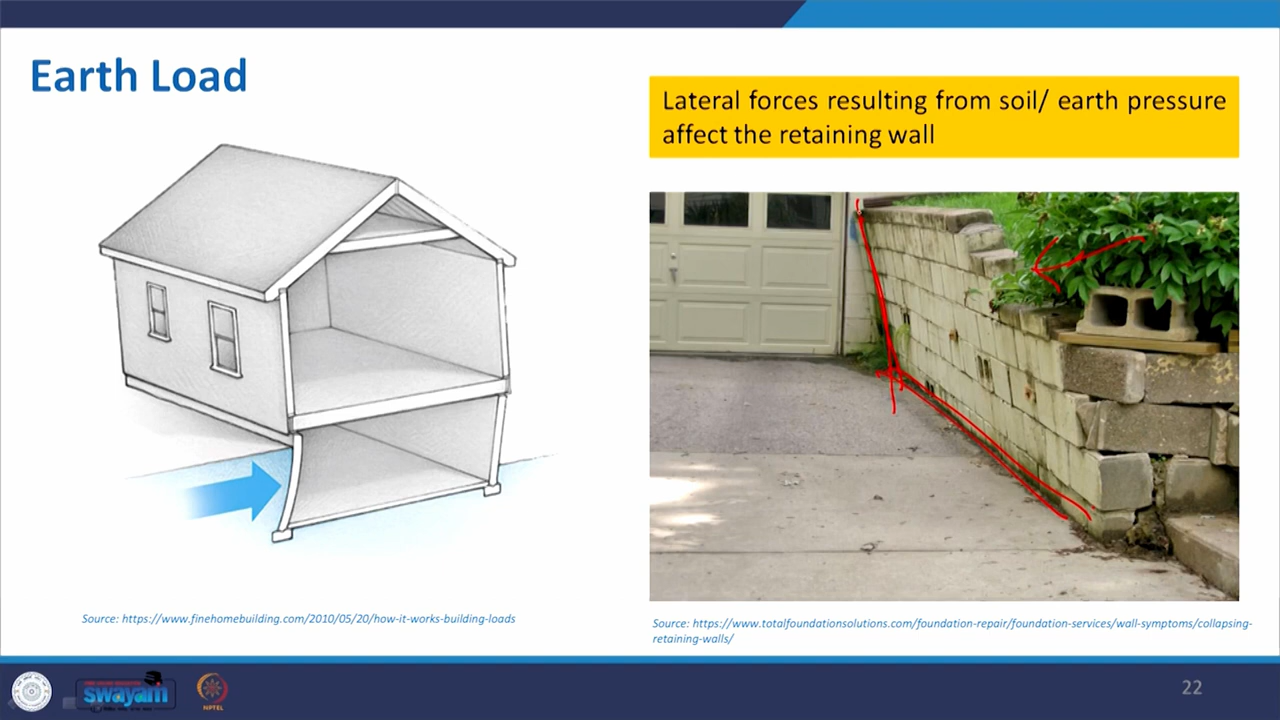 Earth Load
Lateral forces resulting from soil/ earth pressure
affect the retaining wall
Source: https://www.finehomebuilding.com/2010/05/20/how-it-works-building-loads
Source: https://www.totalfoundationsolutions.com/foundation-repair/foundation-services/wall-symptoms/collapsing-
retaining-walls/
swayam
NPTEL
22